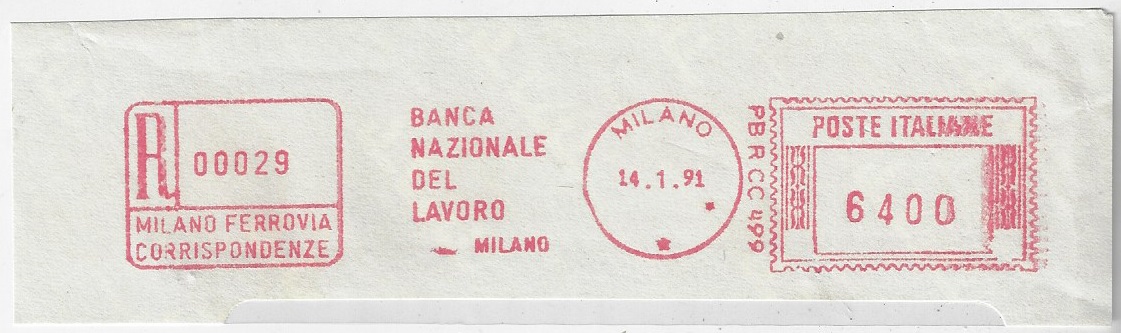 R 00029
MILANO FERROVIA
CORRISPONDENZE
BANCA
NAZIONALE
DEL
LAVORO
MILANO
MILANO
14.1.91
PB R CC 499
POSTE ITALIANE
6400